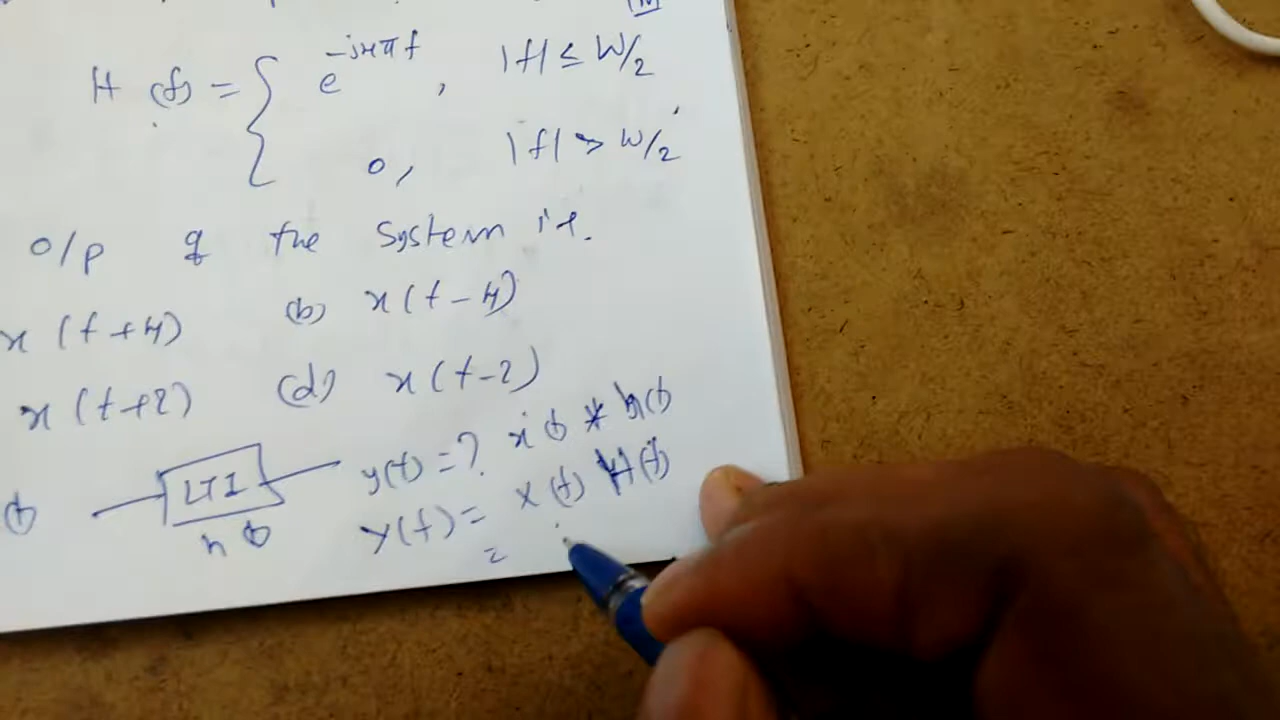 H(f) = { e^{-j4πf} , |f| ≤ W/2
0, |f| > W/2
o/p of the system is.
x(t+4) (b) x(t-4)
x(t+2) (d) x(t-2)
LTI y(t) = ? x(t) * h(t)
h(t) Y(f) = X(f) H(f)
=